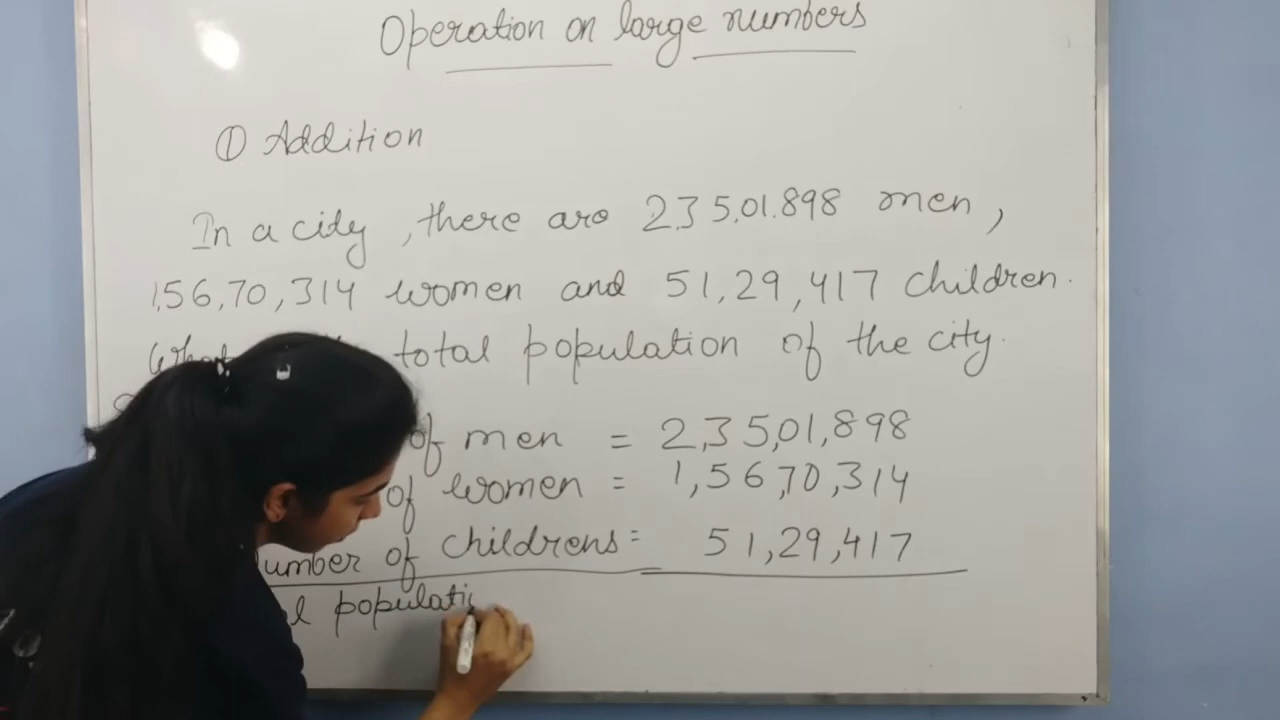 Operation on large numbers
① Addition
In a city, there are 2,35,01,898 men,
1,56,70,314 women and 51,29,417 children.
total population of the city.
of men = 2,35,01,898
of women = 1,56,70,314
umber of childrens = 51,29,417
l populati